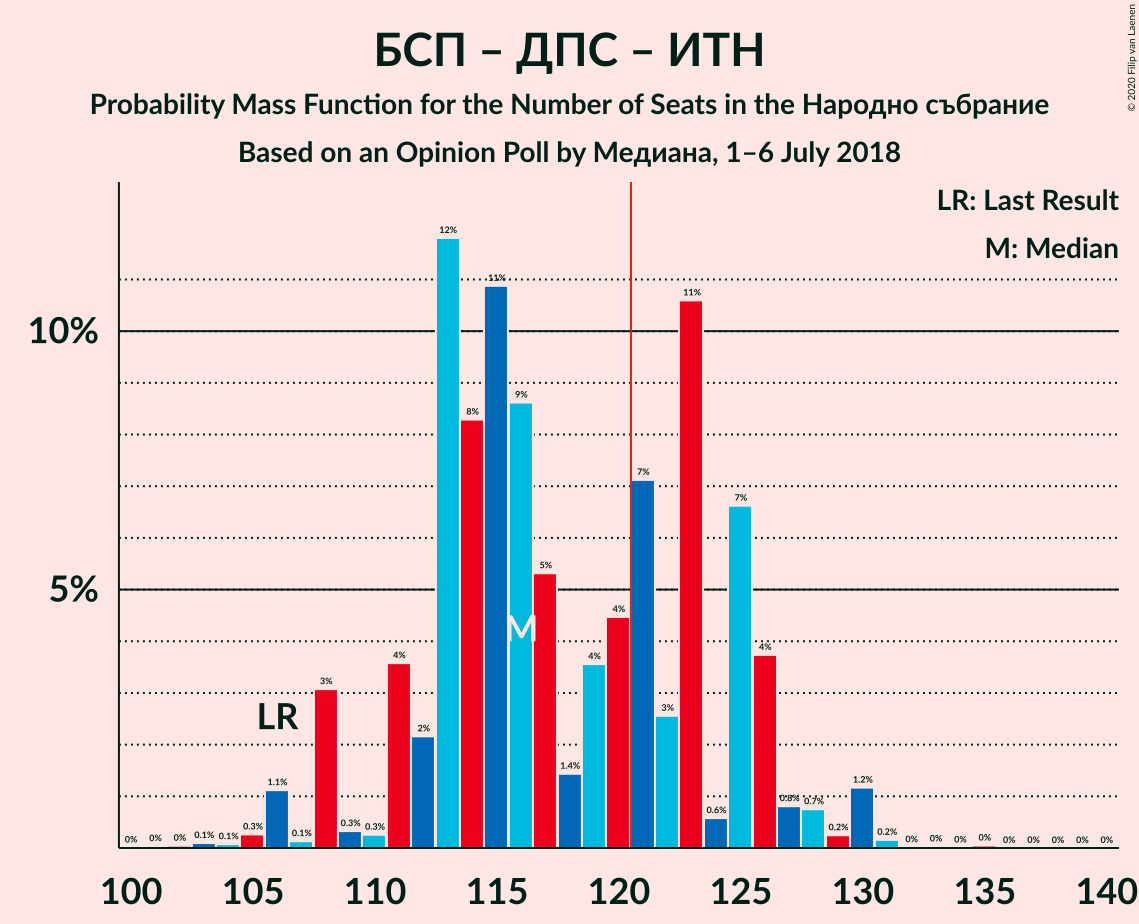 БСП – ДПС – ИТН
Probability Mass Function for the Number of Seats in the Народно събрание
Based on an Opinion Poll by Медиана, 1–6 July 2018
© 2020 Filip van Laenen
LR: Last Result
M: Median
10%
5%
0% 0% 0% 0.1% 0.1% 0.3% 1.1% 0.1% 3% 0.3% 0.3% 4% 2% 12% 8% 11% 9% 5% 1.4% 4% 4% 7% 3% 11% 0.6% 7% 4% 0.8% 0.7% 0.2% 1.2% 0.2% 0% 0% 0% 0% 0% 0% 0% 0% 0%
LR
M
100 105 110 115 120 125 130 135 140